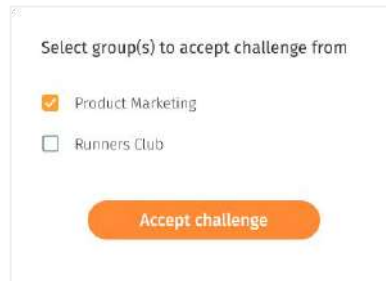 Select group(s) to accept challenge from
Product Marketing
Runners Club
Accept challenge